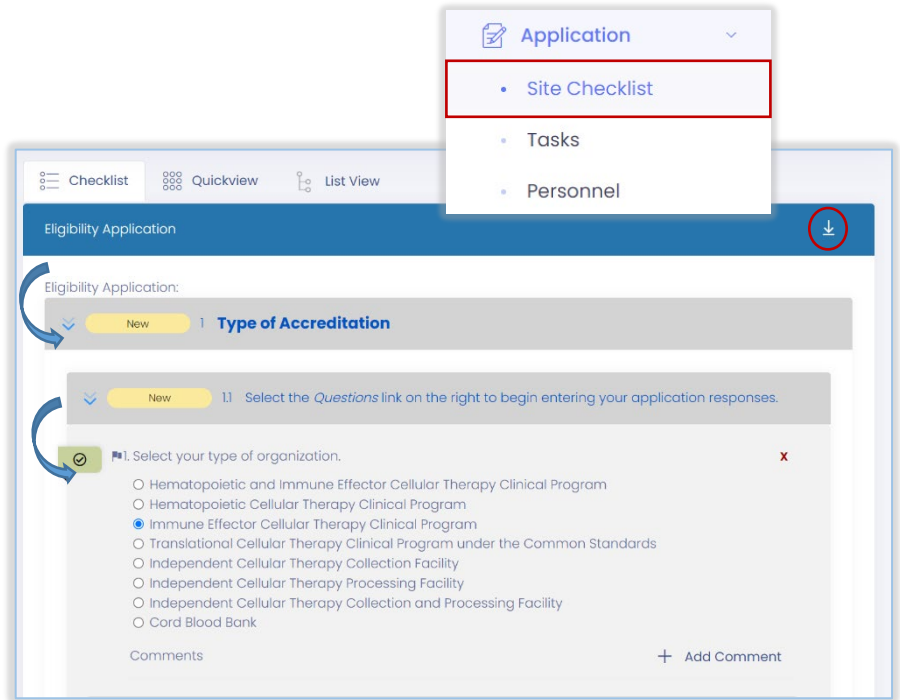 Application
• Site Checklist
• Tasks
• Personnel
Checklist Quickview List View
Eligibility Application
Eligibility Application:
New 1 Type of Accreditation
New 1.1 Select the Questions link on the right to begin entering your application responses.
1. Select your type of organization. x
Hematopoietic and Immune Effector Cellular Therapy Clinical Program
Hematopoietic Cellular Therapy Clinical Program
Immune Effector Cellular Therapy Clinical Program
Translational Cellular Therapy Clinical Program under the Common Standards
Independent Cellular Therapy Collection Facility
Independent Cellular Therapy Processing Facility
Independent Cellular Therapy Collection and Processing Facility
Cord Blood Bank
Comments + Add Comment